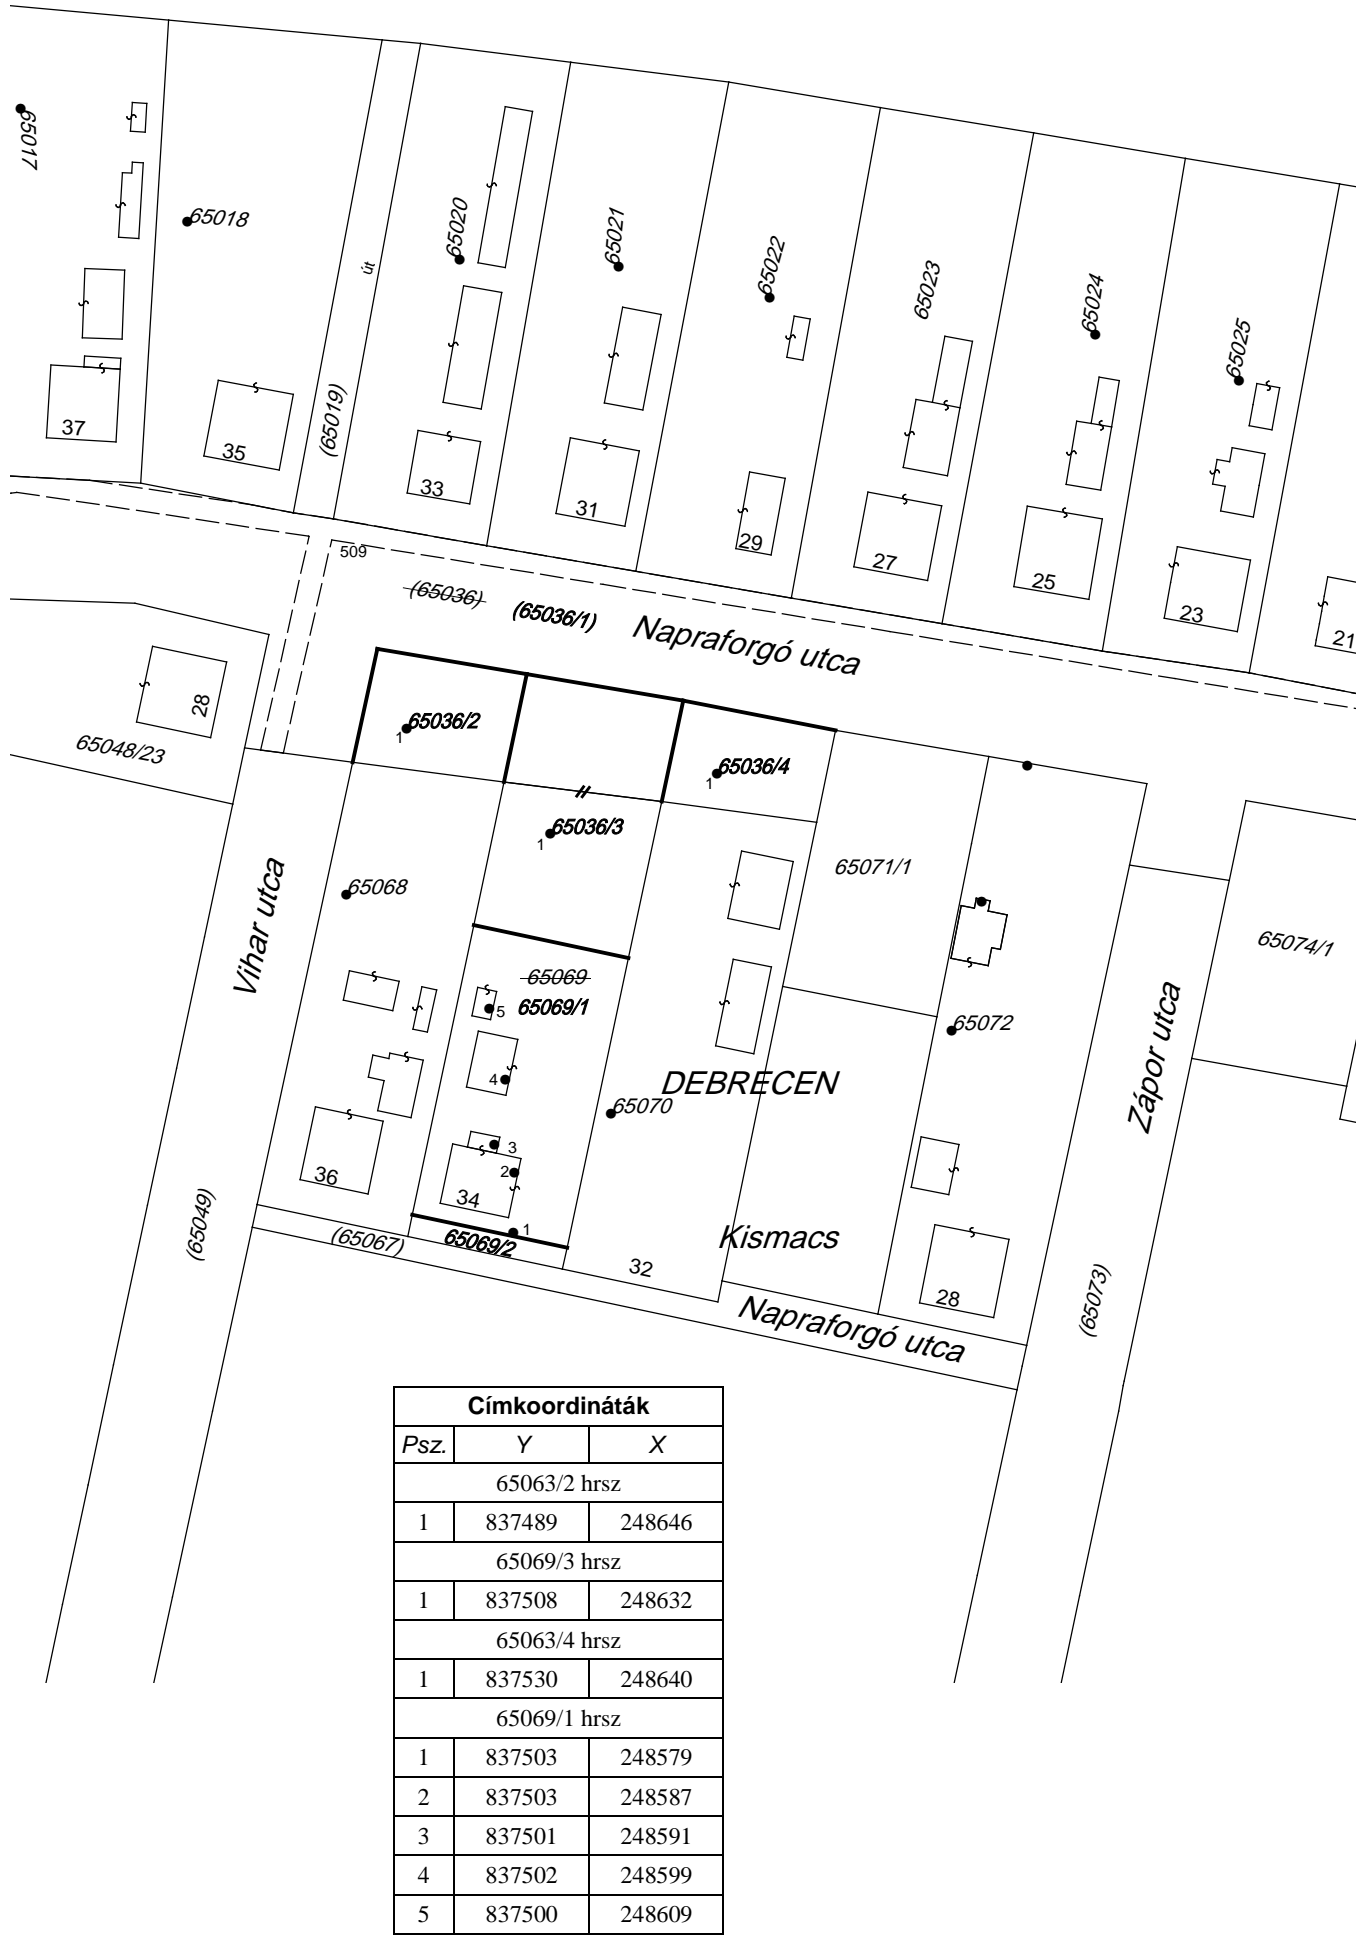 65017
65018
65020
65021
65022
65023
65024
65025
út
(65019)
37
35
33
31
29
27
25
23
21
509
(65036)
(65036/1)
Napraforgó utca
28
65048/23
65036/2
1
65036/4
1
65036/3
1
65068
65071/1
Vihar utca
65074/1
65069
65069/1
5
65072
4
DEBRECEN
65070
Zápor utca
3
2
36
34
1
(65049)
(65067)
65069/2
Kismacs
32
28
(65073)
Napraforgó utca
Címkoordináták
Psz. Y X
65063/2 hrsz
1 837489 248646
65069/3 hrsz
1 837508 248632
65063/4 hrsz
1 837530 248640
65069/1 hrsz
1 837503 248579
2 837503 248587
3 837501 248591
4 837502 248599
5 837500 248609